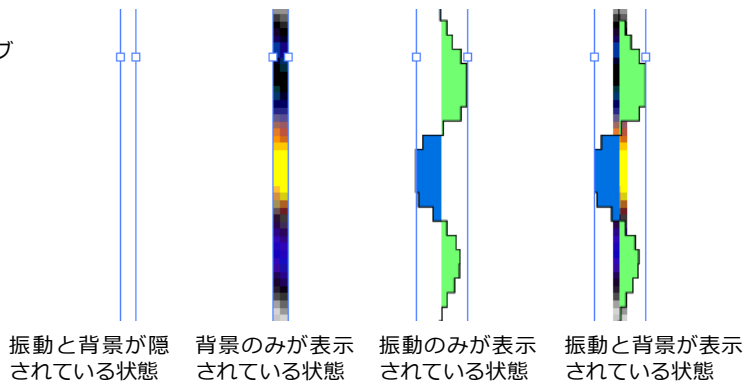 ブ
振動と背景が隠
されている状態
背景のみが表示
されている状態
振動のみが表示
されている状態
振動と背景が表示
されている状態